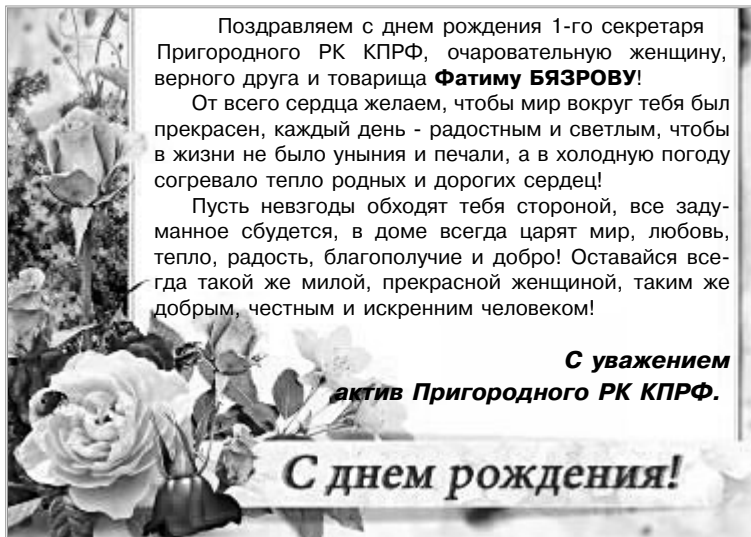 Поздравляем с днем рождения 1-го секретаря
Пригородного РК КПРФ, очаровательную женщину,
верного друга и товарища Фатиму БЯЗРОВУ!
От всего сердца желаем, чтобы мир вокруг тебя был
прекрасен, каждый день - радостным и светлым, чтобы
в жизни не было уныния и печали, а в холодную погоду
согревало тепло родных и дорогих сердец!
Пусть невзгоды обходят тебя стороной, все заду-
манное сбудется, в доме всегда царят мир, любовь,
тепло, радость, благополучие и добро! Оставайся все-
гда такой же милой, прекрасной женщиной, таким же
добрым, честным и искренним человеком!
С уважением
актив Пригородного РК КПРФ.
С днем рождения!